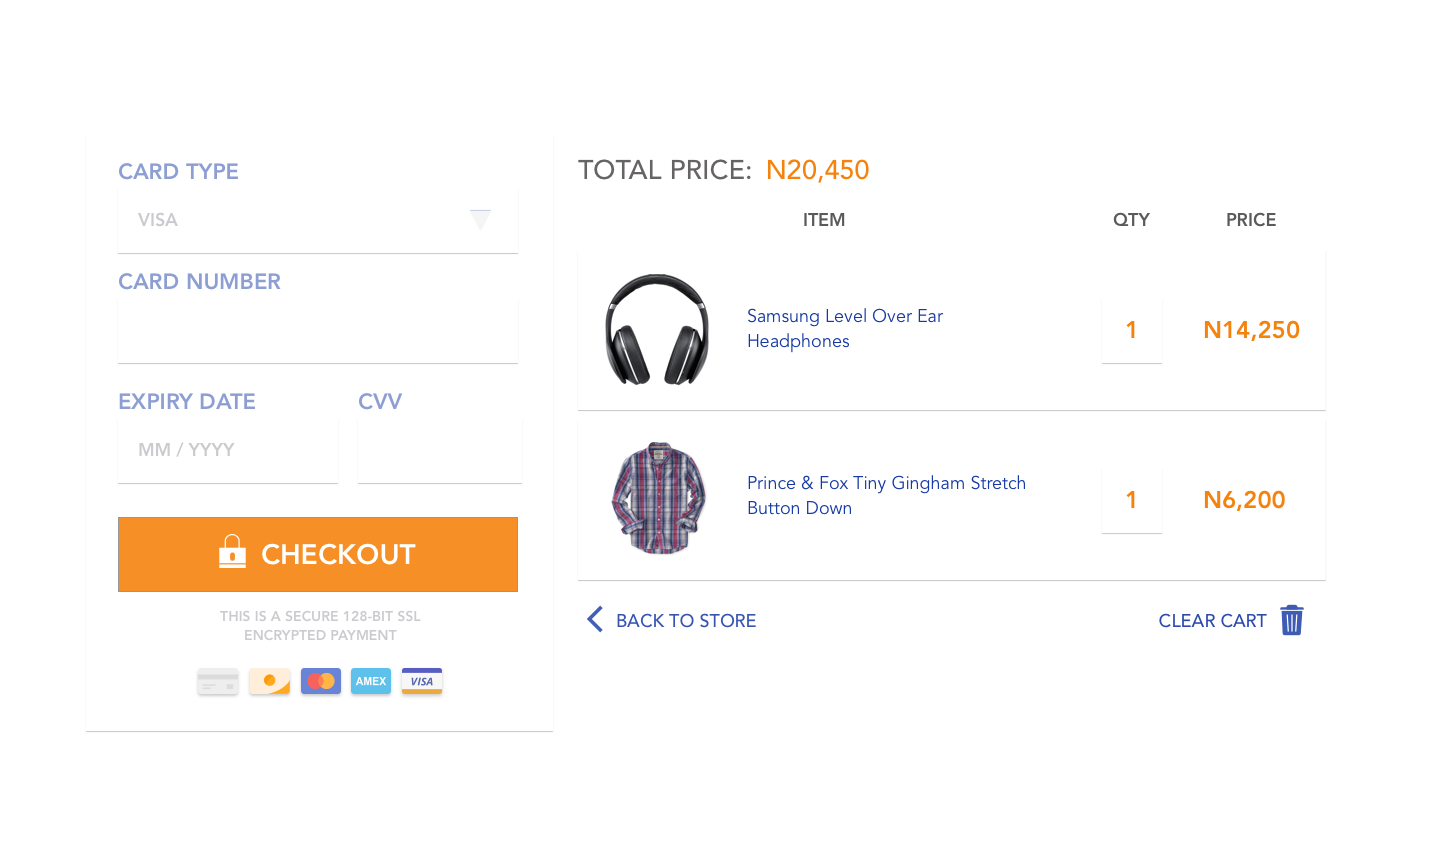 CARD TYPE
VISA
CARD NUMBER
EXPIRY DATE
CVV
MM / YYYY
CHECKOUT
THIS IS A SECURE 128-BIT SSL
ENCRYPTED PAYMENT
AMEX
VISA
TOTAL PRICE: N20,450
ITEM
QTY
PRICE
Samsung Level Over Ear
Headphones
1
N14,250
Prince & Fox Tiny Gingham Stretch
Button Down
1
N6,200
BACK TO STORE
CLEAR CART